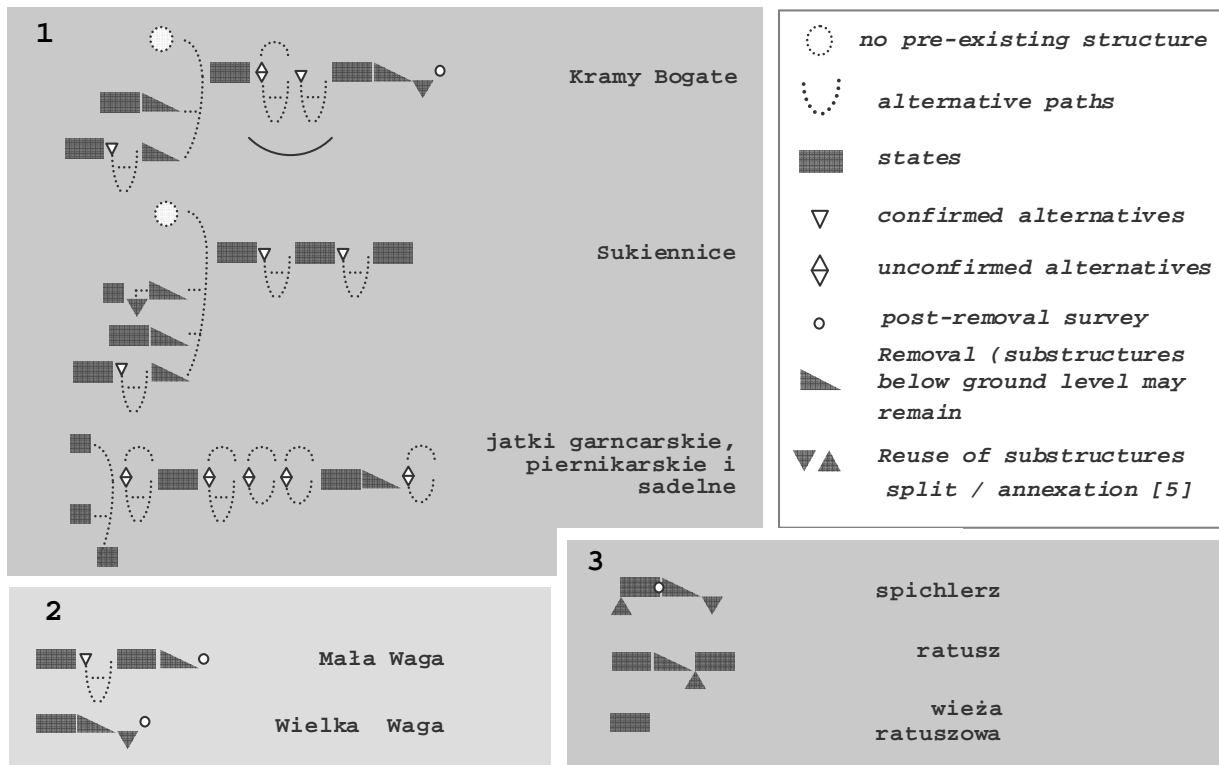 1
Kramy Bogate
Sukiennice
jatki garncarskie,
piernikarskie i
sadelne
no pre-existing structure
alternative paths
states
confirmed alternatives
unconfirmed alternatives
post-removal survey
Removal (substructures
below ground level may
remain
Reuse of substructures
split / annexation [5]
2
Mała Waga
Wielka Waga
3
spichlerz
ratusz
wieża
ratuszowa